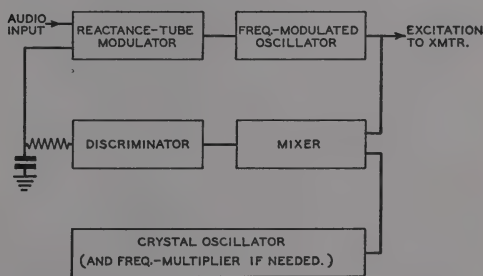 AUDIO
INPUT
REACTANCE-TUBE
MODULATOR
FREQ.-MODULATED
OSCILLATOR
EXCITATION
TO XMTR.
DISCRIMINATOR
MIXER
CRYSTAL OSCILLATOR
(AND FREQ.-MULTIPLIER IF NEEDED.)